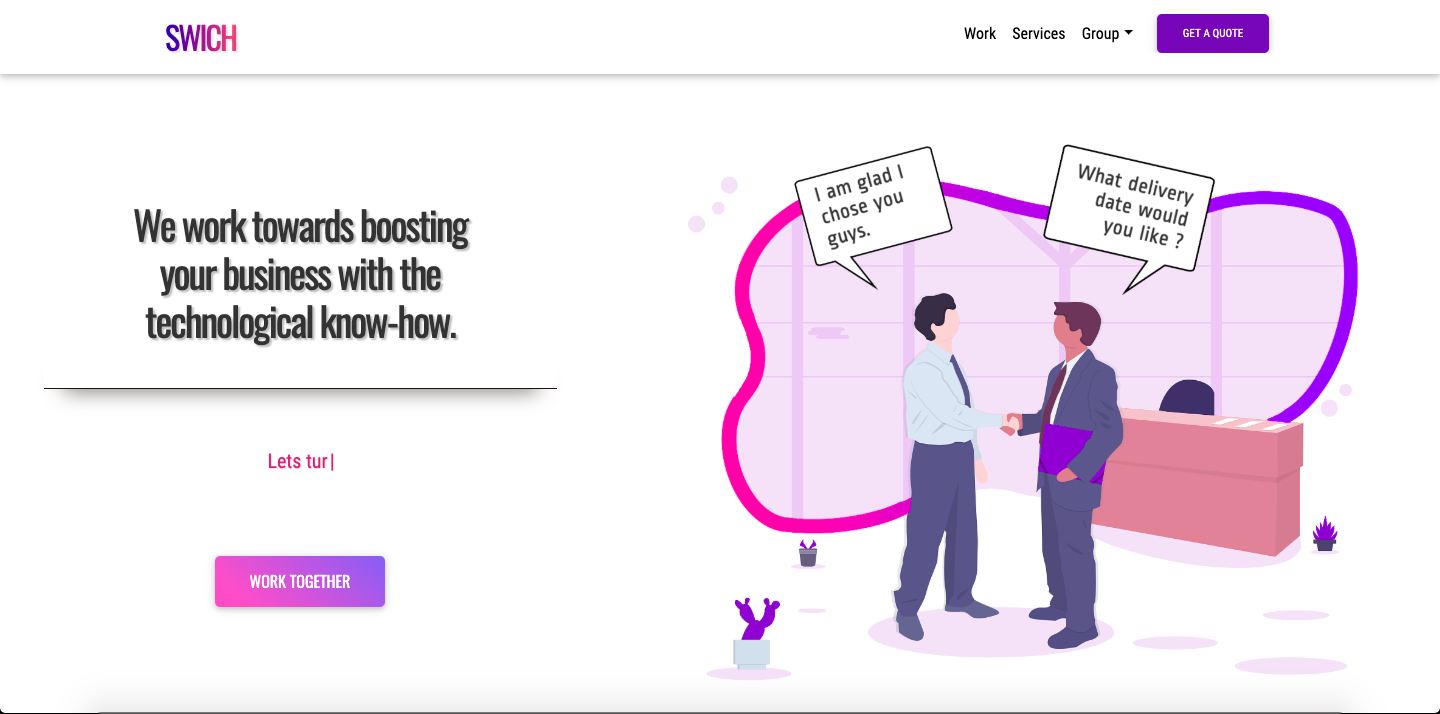 SWICH
Work
Services
Group
GET A QUOTE
We work towards boosting
your business with the
technological know-how.
Lets tur|
WORK TOGETHER
I am glad I
chose you
guys.
What delivery
date would
you like ?